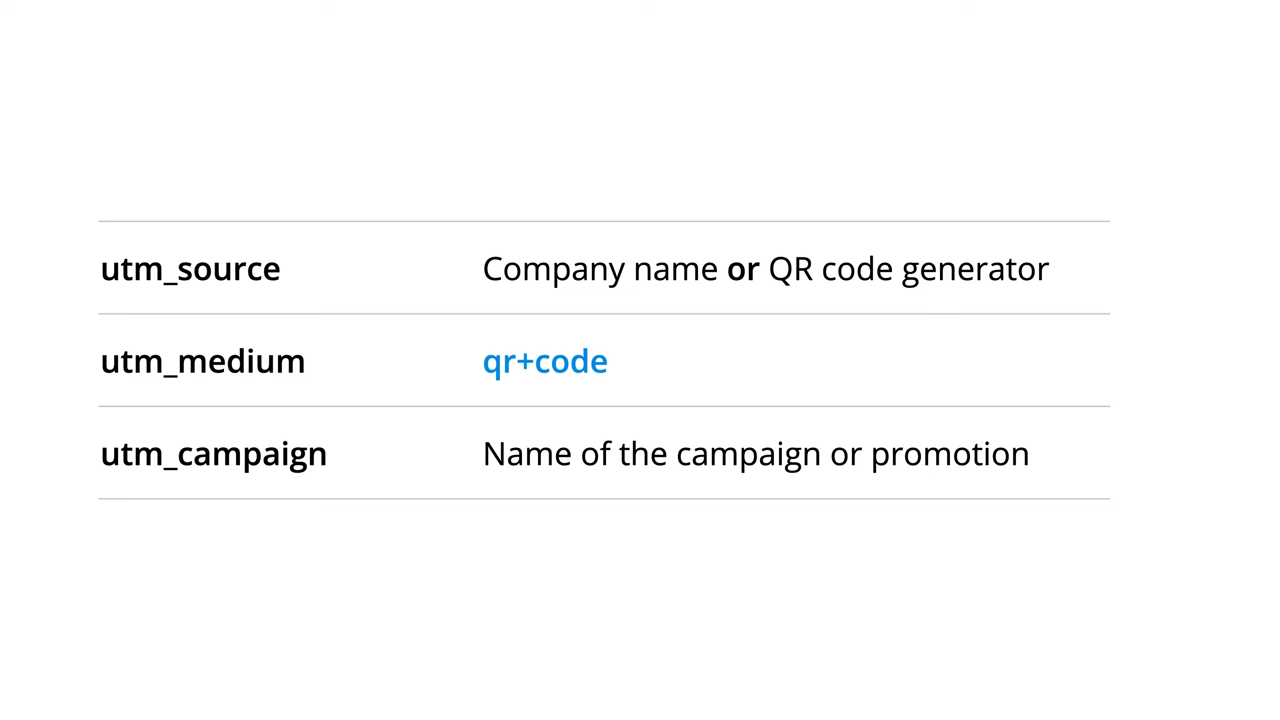 utm_source Company name or QR code generator
utm_medium qr+code
utm_campaign Name of the campaign or promotion